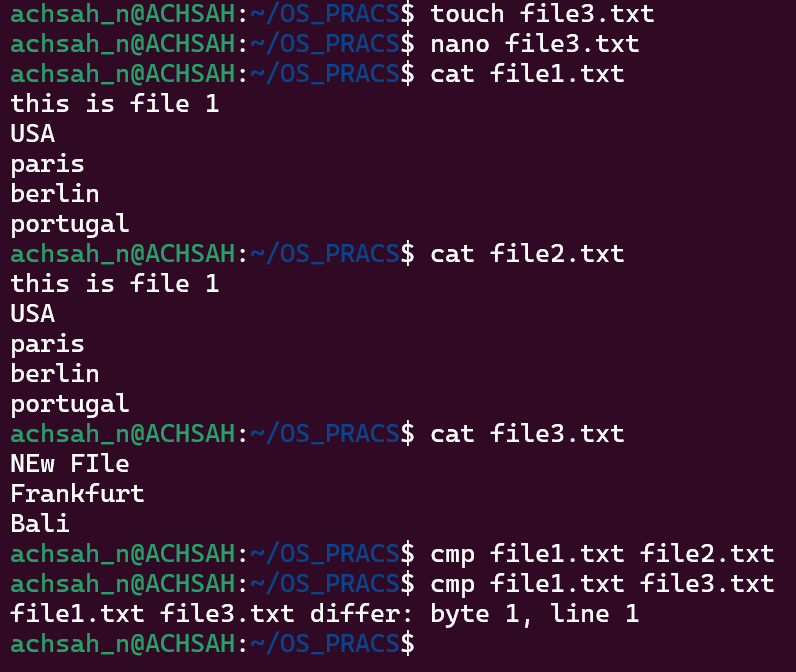 achsah_n@ACHSAH:~/OS_PRACS$ touch file3.txt
achsah_n@ACHSAH:~/OS_PRACS$ nano file3.txt
achsah_n@ACHSAH:~/OS_PRACS$ cat file1.txt
this is file 1
USA
paris
berlin
portugal
achsah_n@ACHSAH:~/OS_PRACS$ cat file2.txt
this is file 1
USA
paris
berlin
portugal
achsah_n@ACHSAH:~/OS_PRACS$ cat file3.txt
NEw FIle
Frankfurt
Bali
achsah_n@ACHSAH:~/OS_PRACS$ cmp file1.txt file2.txt
achsah_n@ACHSAH:~/OS_PRACS$ cmp file1.txt file3.txt
file1.txt file3.txt differ: byte 1, line 1
achsah_n@ACHSAH:~/OS_PRACS$